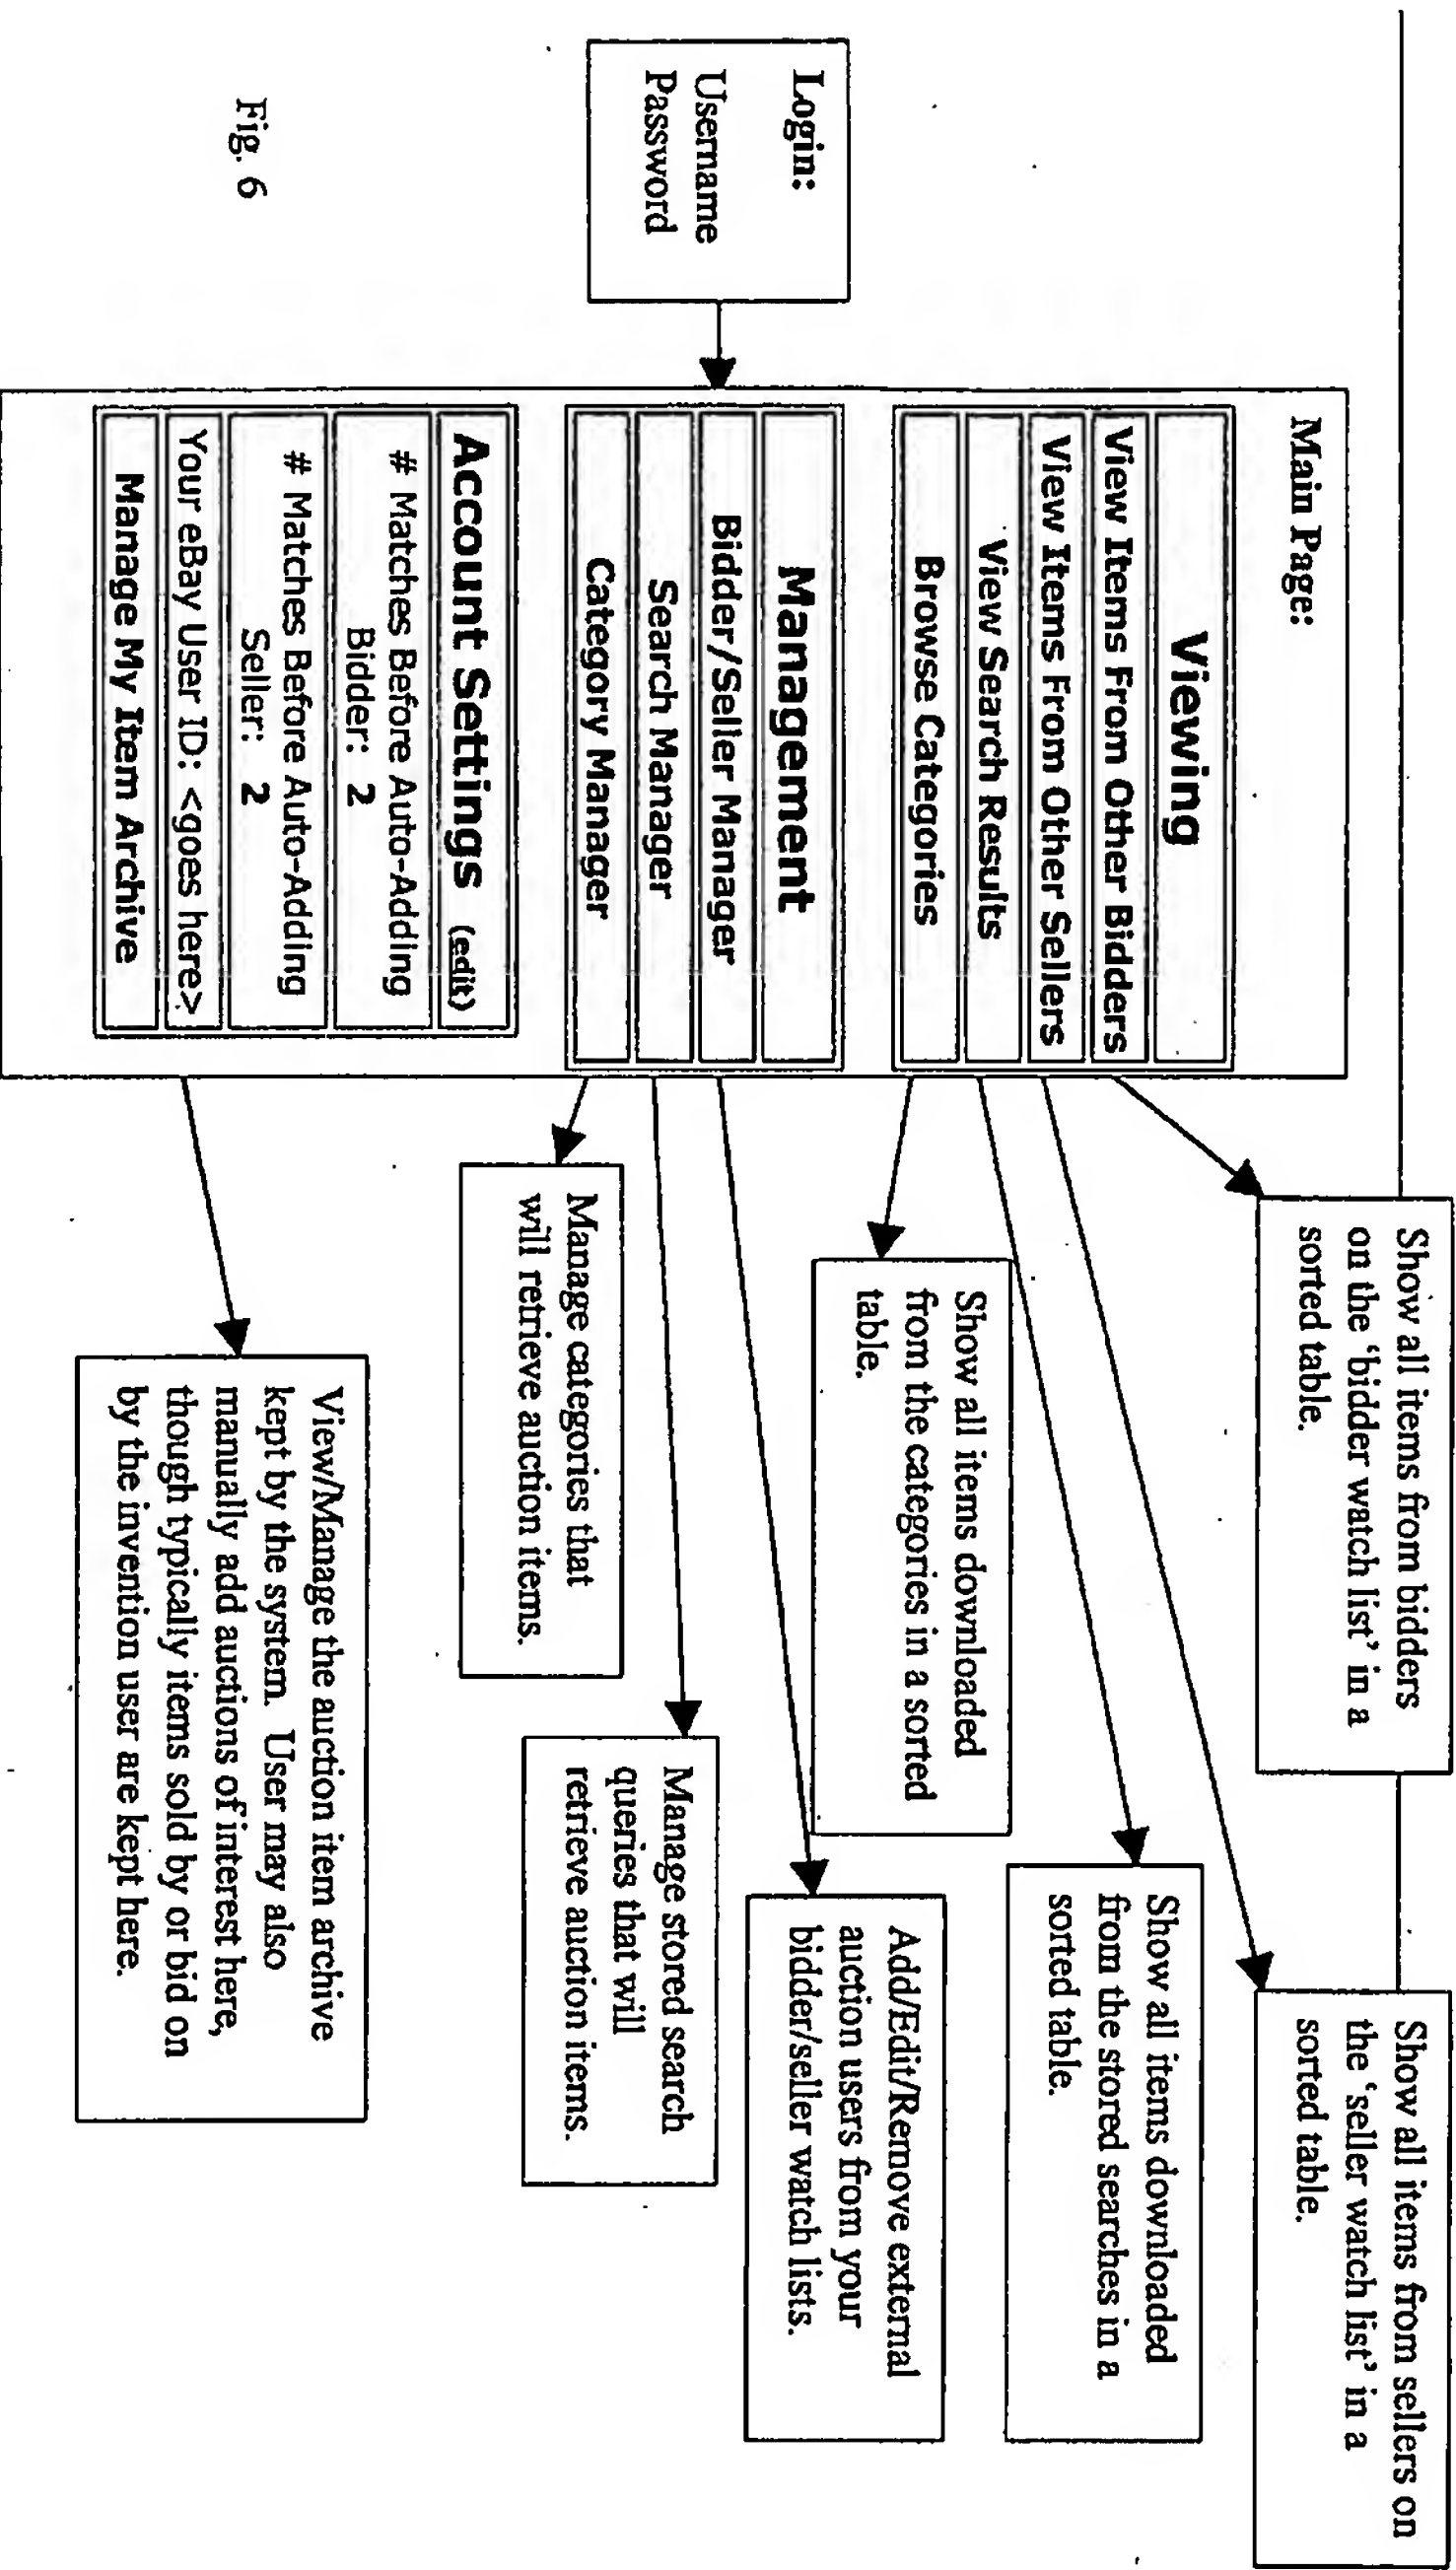 Login:
Username
Password
Main Page:
Viewing
View Items From Other Bidders
View Items From Other Sellers
View Search Results
Browse Categories
Management
Bidder/Seller Manager
Search Manager
Category Manager
Account Settings (edit)
# Matches Before Auto-Adding
Bidder: 2
# Matches Before Auto-Adding
Seller: 2
Your eBay User ID: <goes here>
Manage My Item Archive
Show all items from bidders
on the ‘bidder watch list’ in a
sorted table.
Show all items from sellers on
the ‘seller watch list’ in a
sorted table.
Show all items downloaded
from the stored searches in a
sorted table.
Show all items downloaded
from the categories in a sorted
table.
Add/Edit/Remove external
auction users from your
bidder/seller watch lists.
Manage stored search
queries that will
retrieve auction items.
Manage categories that
will retrieve auction items.
View/Manage the auction item archive
kept by the system. User may also
manually add auctions of interest here,
though typically items sold by or bid on
by the invention user are kept here.
Fig. 6